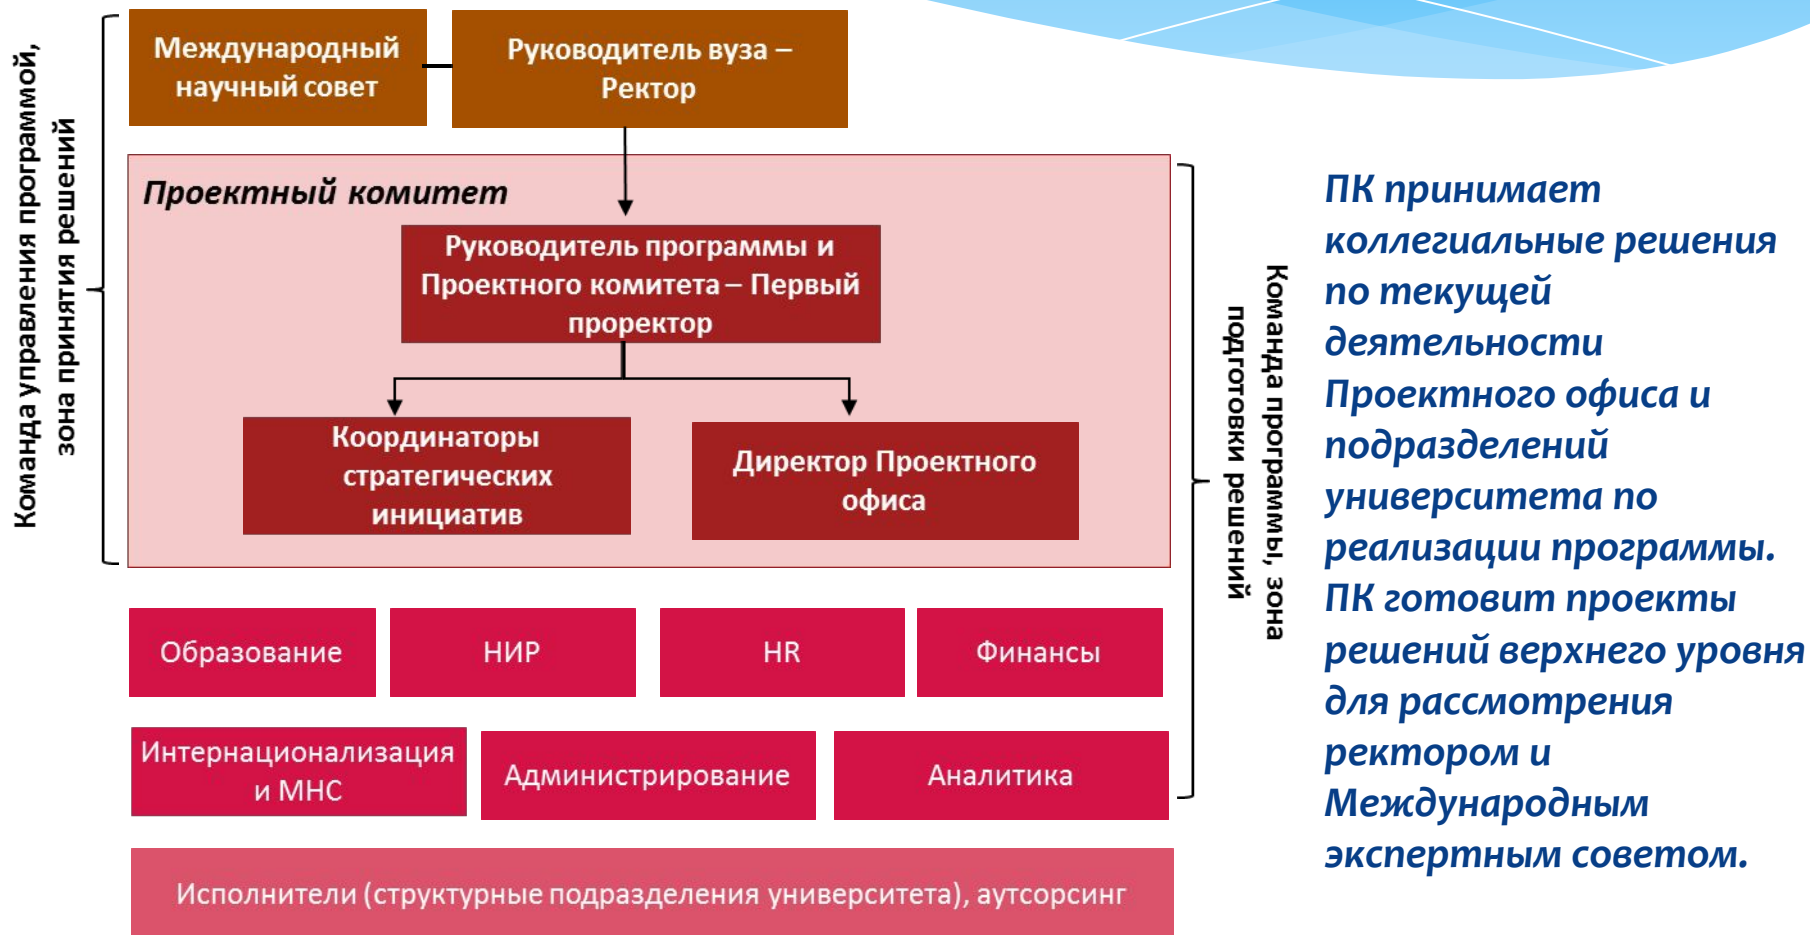 Команда управления программой,
зона принятия решений
Международный
научный совет
Руководитель вуза –
Ректор
Проектный комитет
Руководитель программы и
Проектного комитета – Первый
проректор
Координаторы
стратегических
инициатив
Директор Проектного
офиса
Команда программы, зона
подготовки решений
Образование
НИР
HR
Финансы
Интернационализация
и МНС
Администрирование
Аналитика
Исполнители (структурные подразделения университета), аутсорсинг
ПК принимает
коллегиальные решения
по текущей
деятельности
Проектного офиса и
подразделений
университета по
реализации программы.
ПК готовит проекты
решений верхнего уровня
для рассмотрения
ректором и
Международным
экспертным советом.